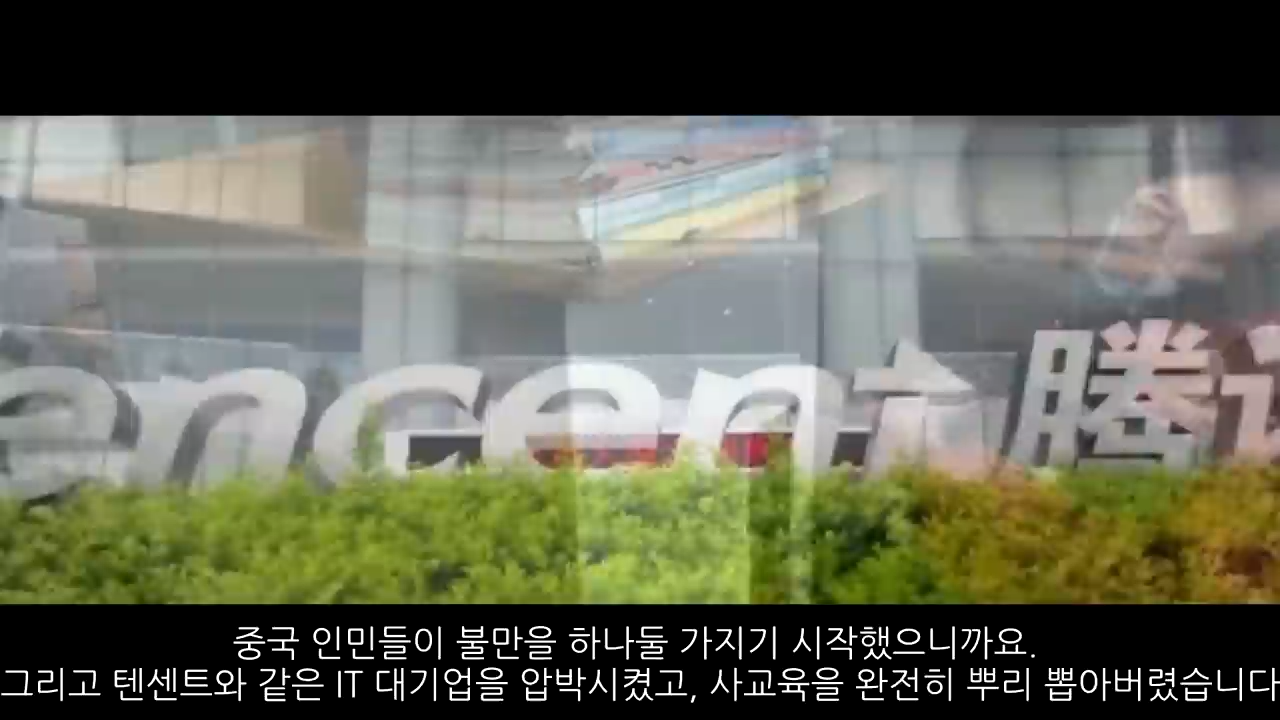 encent 腾讯
중국 인민들이 불만을 하나둘 가지기 시작했으니까요.
그리고 텐센트와 같은 IT 대기업을 압박시켰고, 사교육을 완전히 뿌리 뽑아버렸습니다